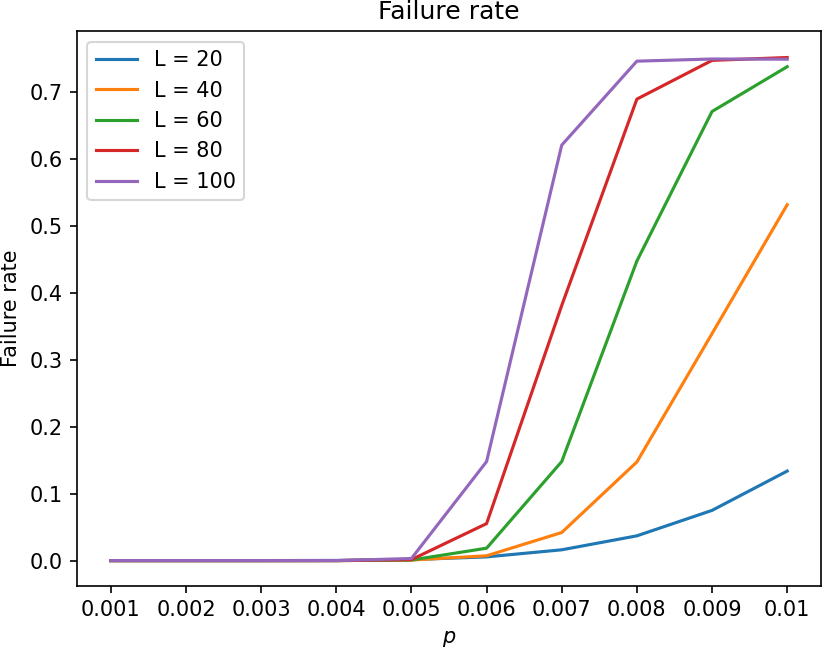 Failure rate
L = 20
L = 40
L = 60
L = 80
L = 100
Failure rate
0.7
0.6
0.5
0.4
0.3
0.2
0.1
0.0
0.001 0.002 0.003 0.004 0.005 0.006 0.007 0.008 0.009 0.01
p